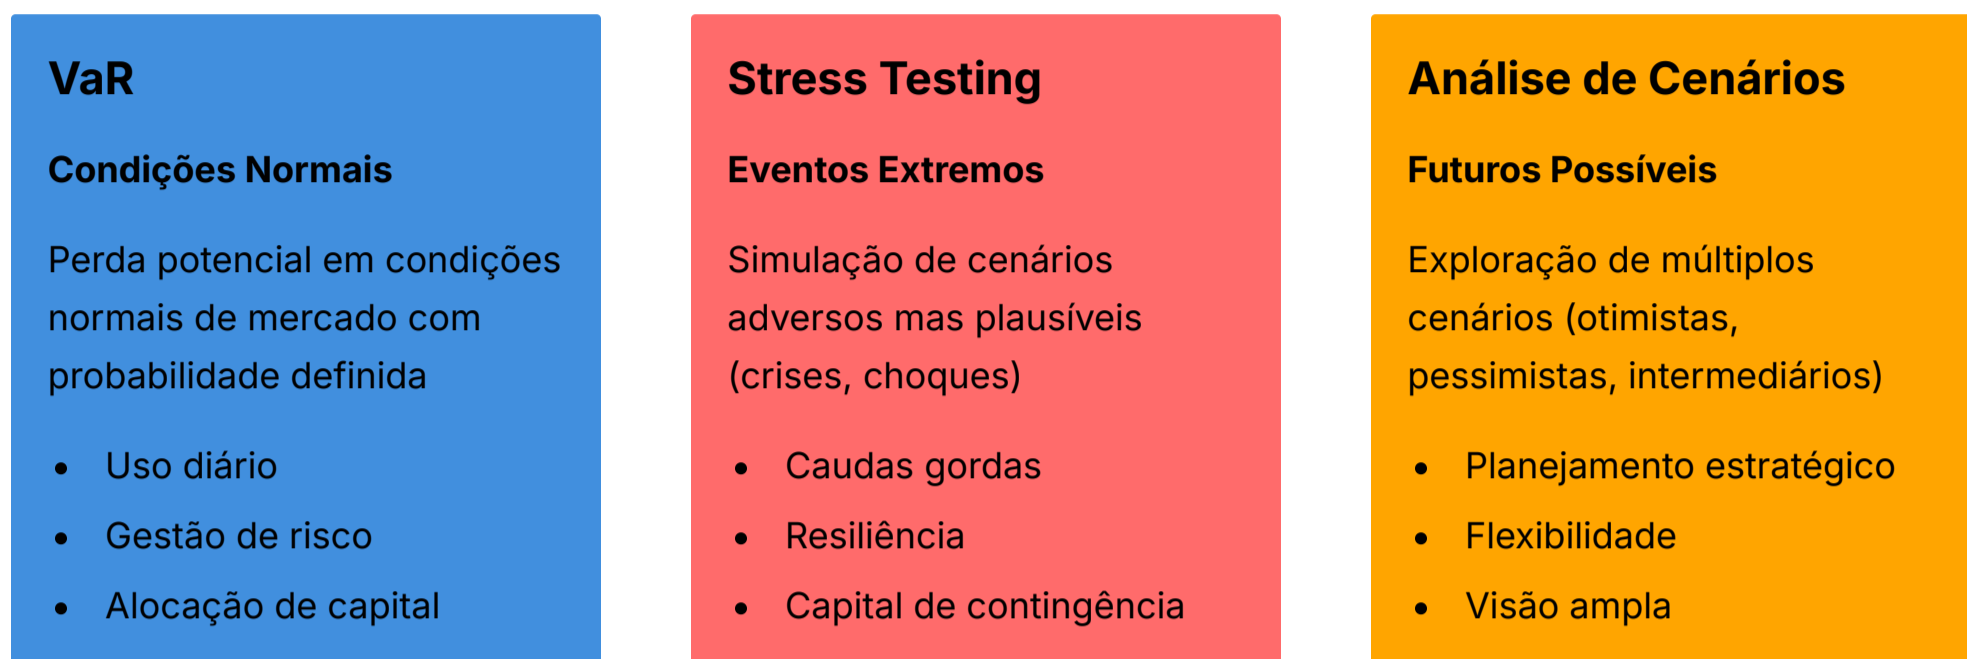 VaR
Condições Normais
Perda potencial em condições
normais de mercado com
probabilidade definida
• Uso diário
• Gestão de risco
• Alocação de capital
Stress Testing
Eventos Extremos
Simulação de cenários
adversos mas plausíveis
(crises, choques)
• Caudas gordas
• Resiliência
• Capital de contingência
Análise de Cenários
Futuros Possíveis
Exploração de múltiplos
cenários (otimistas,
pessimistas, intermediários)
• Planejamento estratégico
• Flexibilidade
• Visão ampla